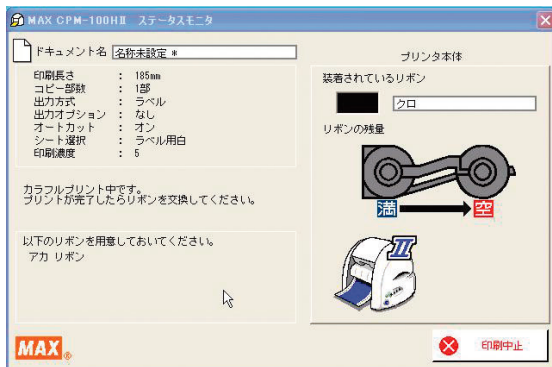 MAX CPM-100HⅡ ステータスモニタ
ドキュメント名 名称未設定 *
印刷長さ : 185mm
コピー部数 : 1部
出力方式 : ラベル
出力オプション : なし
オートカット : オン
シート選択 : ラベル用白
印刷濃度 : 5
カラフルプリント中です。
プリントが完了したらリボンを交換してください。
以下のリボンを用意しておいてください。
アカ リボン
プリンタ本体
装着されているリボン
クロ
リボンの残量
満 空
Ⅱ
MAX®
印刷中止